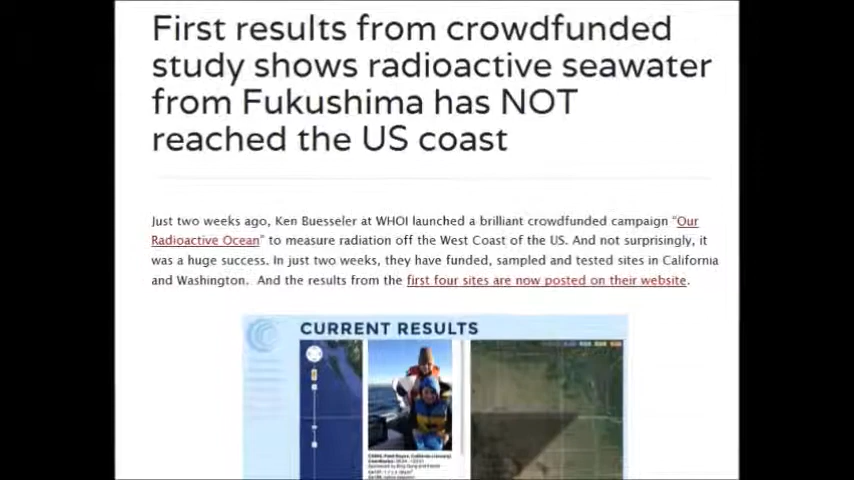 First results from crowdfunded
study shows radioactive seawater
from Fukushima has NOT
reached the US coast
Just two weeks ago, Ken Buesseler at WHOI launched a brilliant crowdfunded campaign "Our
Radioactive Ocean" to measure radiation off the West Coast of the US. And not surprisingly, it
was a huge success. In just two weeks, they have funded, sampled and tested sites in California
and Washington.  And the results from the first four sites are now posted on their website.
CURRENT RESULTS